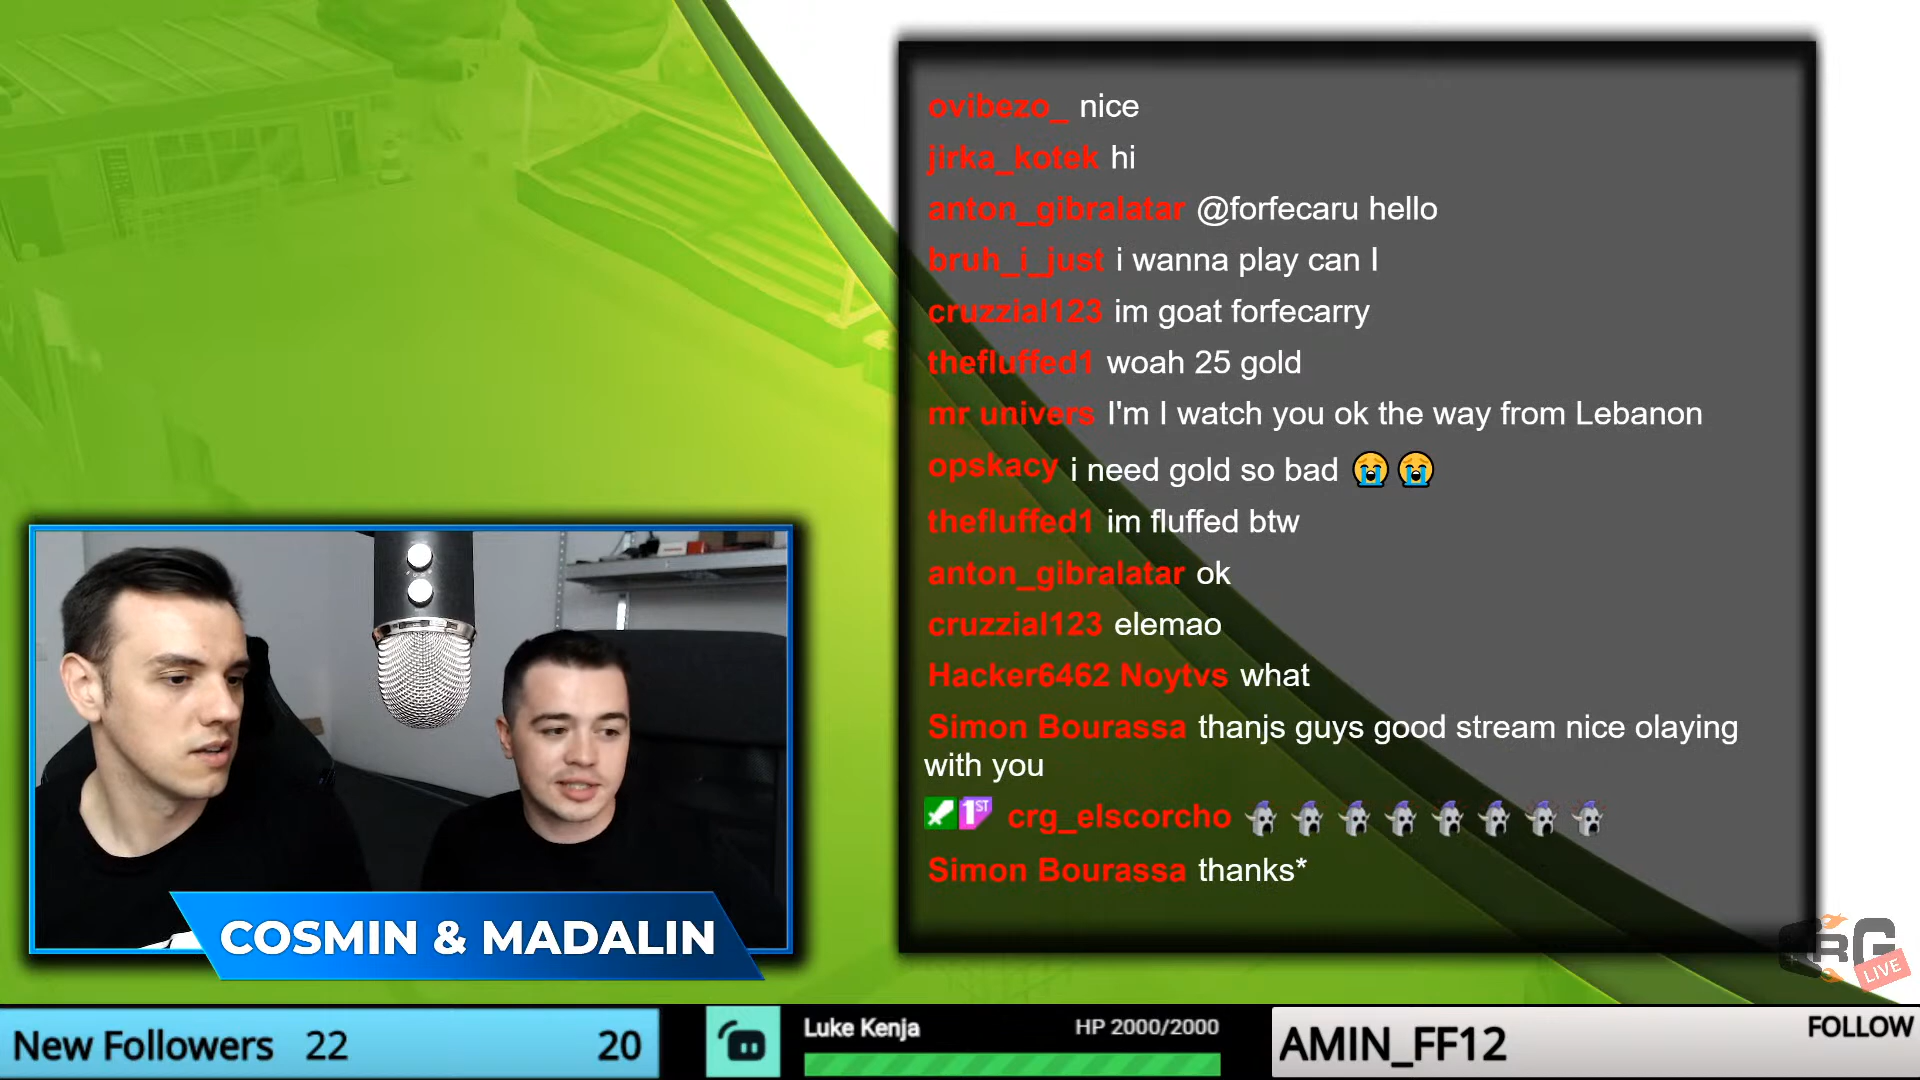 ovibezo_ nice
jirka_kotek hi
anton_gibralatar @forfecaru hello
bruh_i_just i wanna play can I
cruzzial123 im goat forfecarry
thefluffed1 woah 25 gold
mr univers I'm I watch you ok the way from Lebanon
opskacy i need gold so bad 😭😭
thefluffed1 im fluffed btw
anton_gibralatar ok
cruzzial123 elemao
Hacker6462 Noytvs what
Simon Bourassa thanjs guys good stream nice olaying
with you
1ST crg_elscorcho
Simon Bourassa thanks*
COSMIN & MADALIN
CRG
LIVE
New Followers 22 20
Luke Kenja HP 2000/2000
AMIN_FF12 FOLLOW